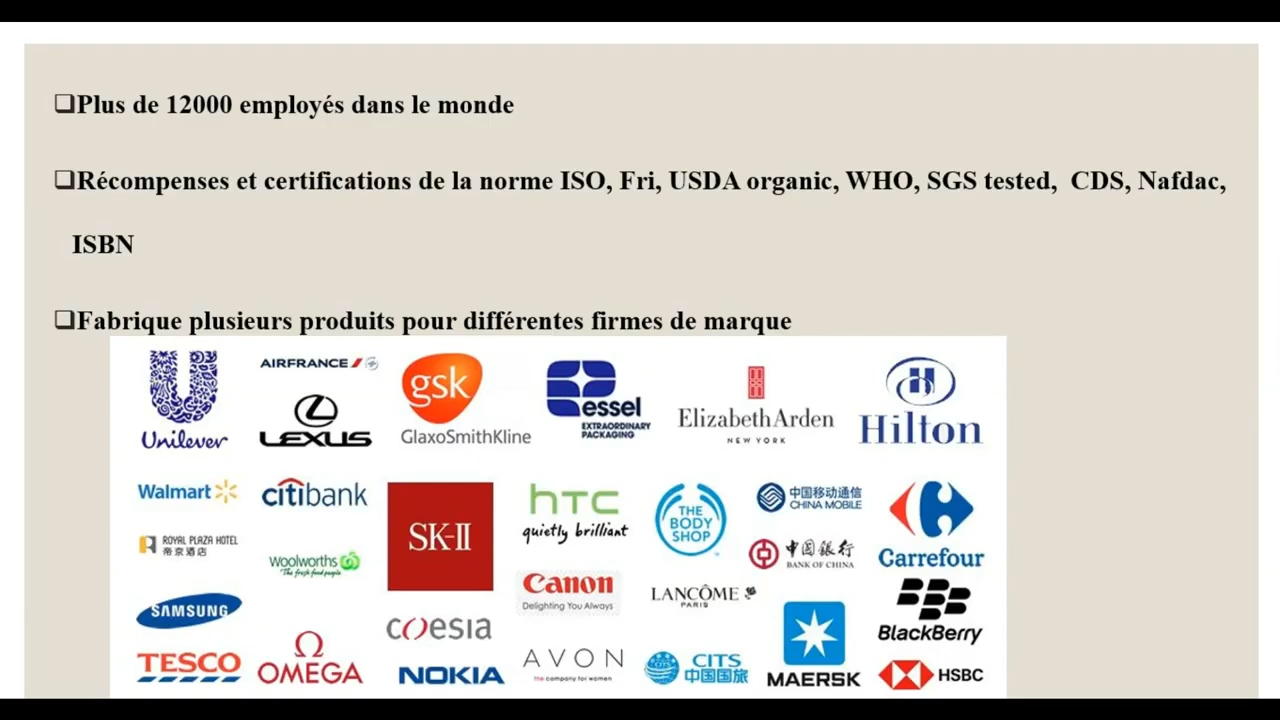 Plus de 12000 employés dans le monde
Récompenses et certifications de la norme ISO, Fri, USDA organic, WHO, SGS tested, CDS, Nafdac,
ISBN
Fabrique plusieurs produits pour différentes firmes de marque
Unilever
AIRFRANCE
LEXUS
gsk
GlaxoSmithKline
essel
EXTRAORDINARY
PACKAGING
Elizabeth Arden
NEW YORK
Hilton
Walmart
citibank
SK-II
hTC
quietly brilliant
THE
BODY
SHOP
中国移动通信
CHINA MOBILE
Carrefour
ROYAL PLAZA HOTEL
帝京酒店
woolworths
The fresh food people
中国銀行
BANK OF CHINA
Canon
Delighting You Always
LANCÔME
PARIS
BlackBerry
SAMSUNG
OMEGA
coesia
TESCO
NOKIA
AVON
the company for women
CITS
中国国旅
MAERSK
HSBC